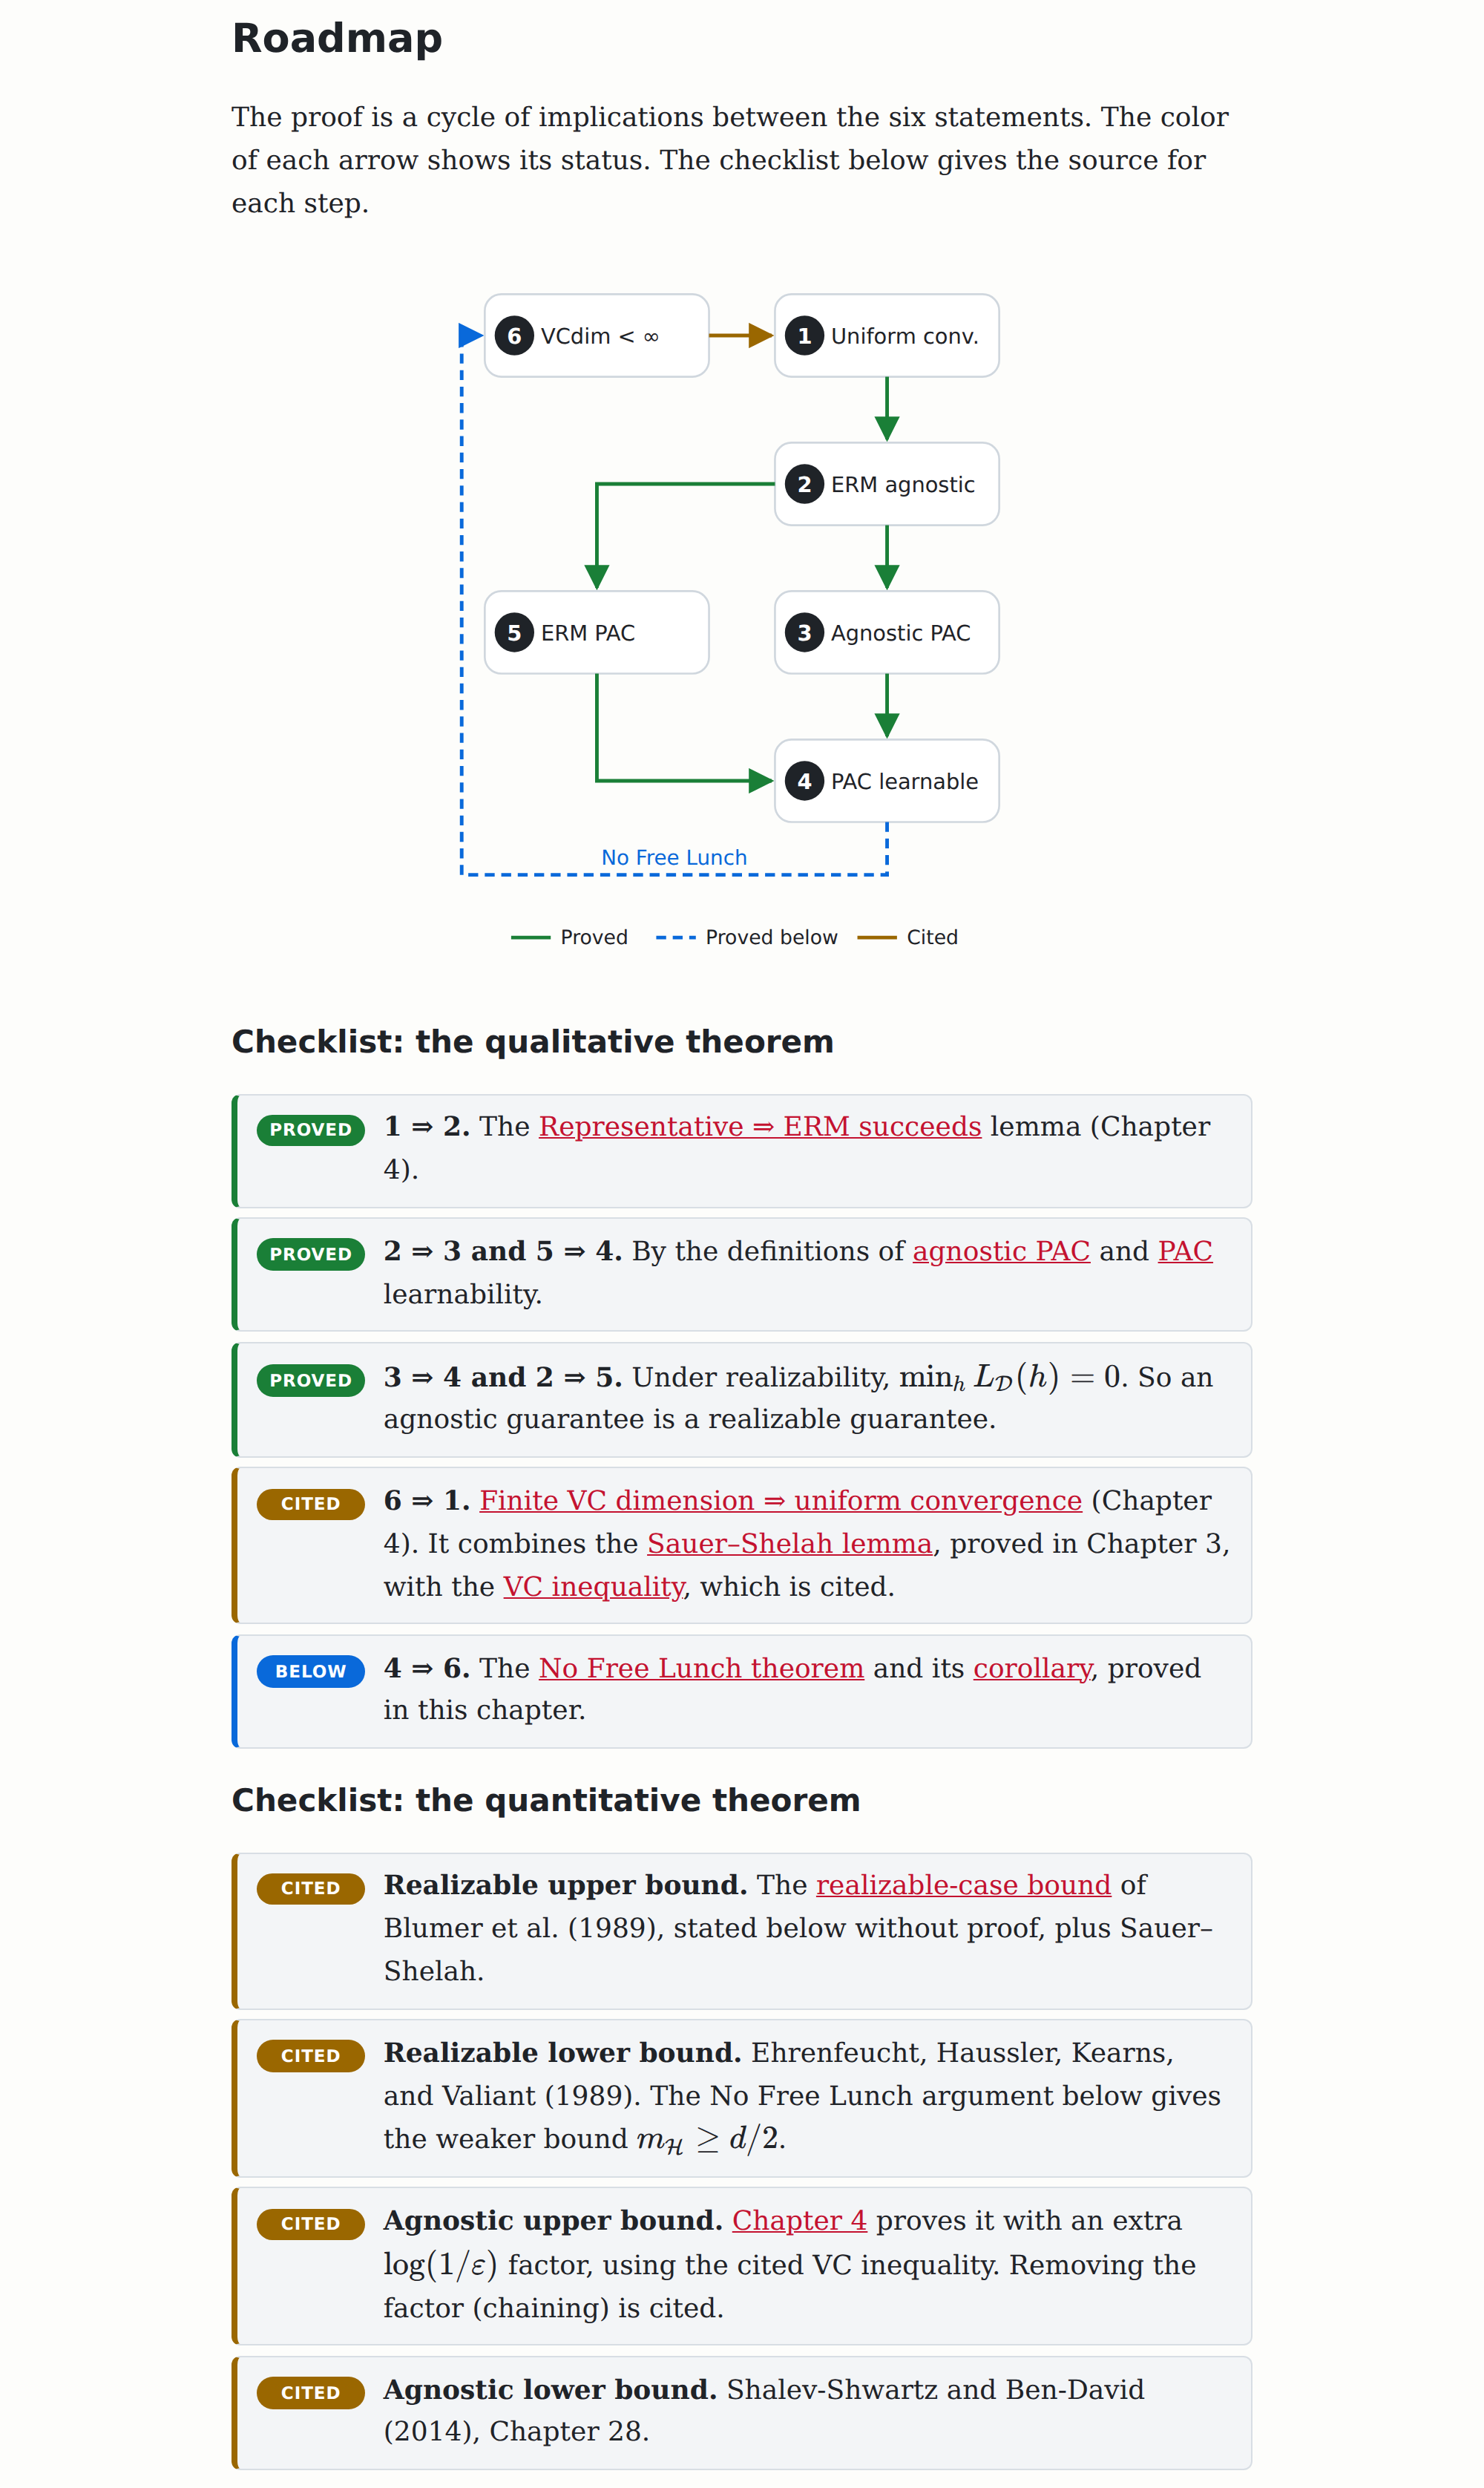 Roadmap
The proof is a cycle of implications between the six statements. The color
of each arrow shows its status. The checklist below gives the source for
each step.
6 VCdim < ∞
1 Uniform conv.
2 ERM agnostic
5 ERM PAC
3 Agnostic PAC
4 PAC learnable
No Free Lunch
Proved
Proved below
Cited
Checklist: the qualitative theorem
PROVED 1 ⇒ 2. The Representative ⇒ ERM succeeds lemma (Chapter
4).
PROVED 2 ⇒ 3 and 5 ⇒ 4. By the definitions of agnostic PAC and PAC
learnability.
PROVED 3 ⇒ 4 and 2 ⇒ 5. Under realizability, min_h L_𝒟(h) = 0. So an
agnostic guarantee is a realizable guarantee.
CITED 6 ⇒ 1. Finite VC dimension ⇒ uniform convergence (Chapter
4). It combines the Sauer–Shelah lemma, proved in Chapter 3,
with the VC inequality, which is cited.
BELOW 4 ⇒ 6. The No Free Lunch theorem and its corollary, proved
in this chapter.
Checklist: the quantitative theorem
CITED Realizable upper bound. The realizable-case bound of
Blumer et al. (1989), stated below without proof, plus Sauer–
Shelah.
CITED Realizable lower bound. Ehrenfeucht, Haussler, Kearns,
and Valiant (1989). The No Free Lunch argument below gives
the weaker bound m_ℋ ≥ d/2.
CITED Agnostic upper bound. Chapter 4 proves it with an extra
log(1/ε) factor, using the cited VC inequality. Removing the
factor (chaining) is cited.
CITED Agnostic lower bound. Shalev-Shwartz and Ben-David
(2014), Chapter 28.